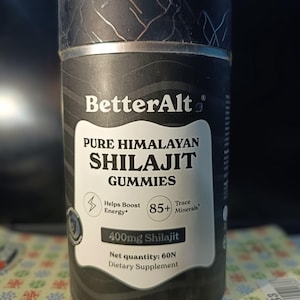 BetterAlt®
PURE HIMALAYAN
SHILAJIT
GUMMIES
Helps Boost
Energy*
85+
Trace
Minerals*
400mg Shilajit
Net quantity: 60N
Dietary Supplement